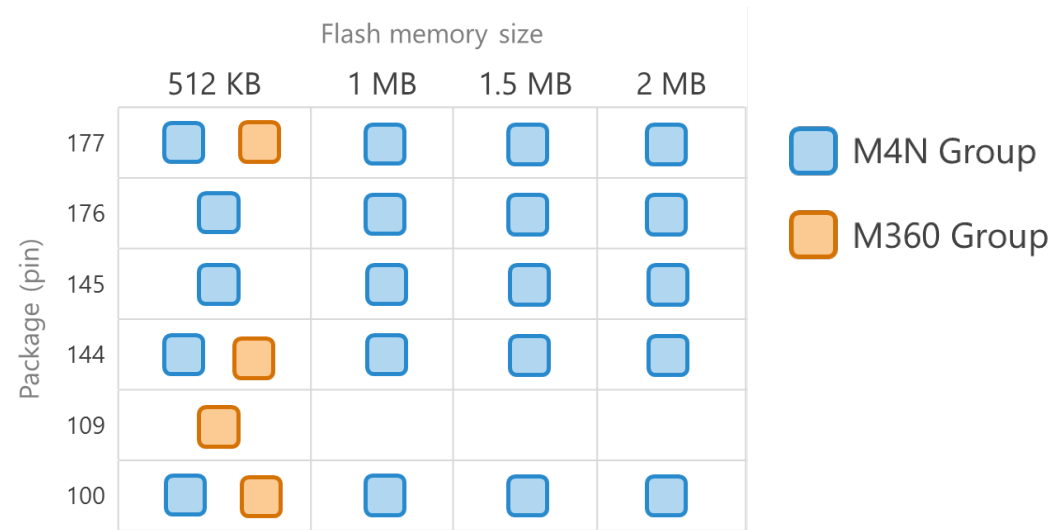 Flash memory size
512 KB 1 MB 1.5 MB 2 MB
Package (pin)
177
176
145
144
109
100
M4N Group
M360 Group